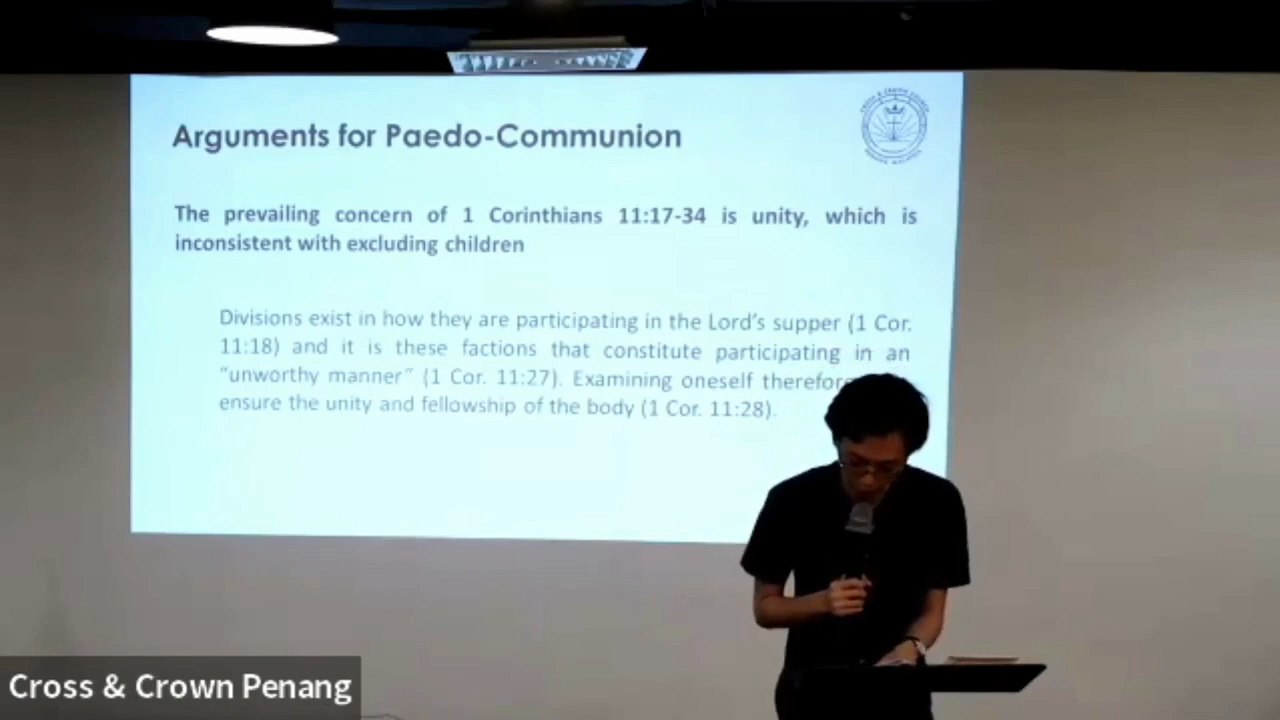 Arguments for Paedo-Communion
The prevailing concern of 1 Corinthians 11:17-34 is unity, which is
inconsistent with excluding children
Divisions exist in how they are participating in the Lord's supper (1 Cor.
11:18) and it is these factions that constitute participating in an
“unworthy manner” (1 Cor. 11:27). Examining oneself
ensure the unity and fellowship of the body (1 Cor. 11:28).
Cross & Crown Penang